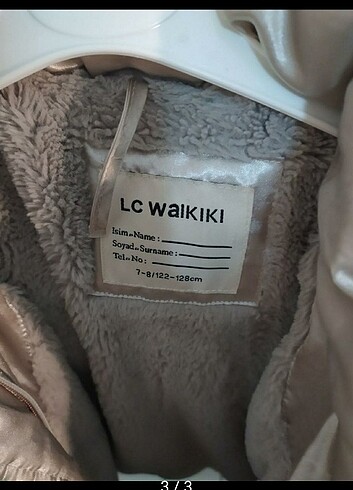 LC WAIKIKI
Isim-Name :
Soyad-Surname :
Tel-No :
7-8/122-128cm
3 / 3